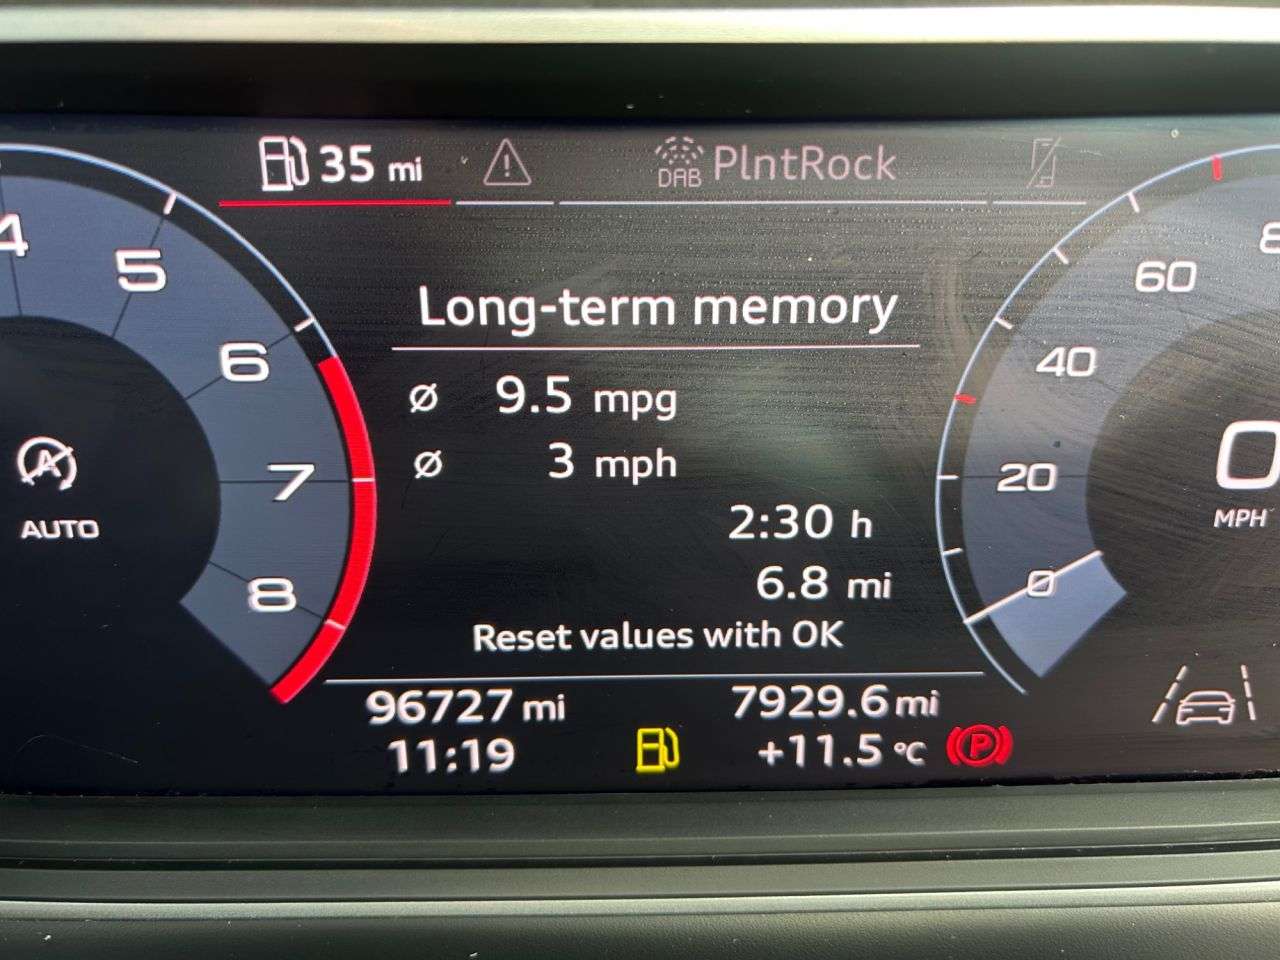 35 mi
DAB PlntRock
4
5
6
7
8
A
AUTO
Long-term memory
ø 9.5 mpg
ø 3 mph
2:30 h
6.8 mi
Reset values with OK
96727 mi
7929.6 mi
11:19
+11.5 °C
P
60
40
20
0
0
MPH